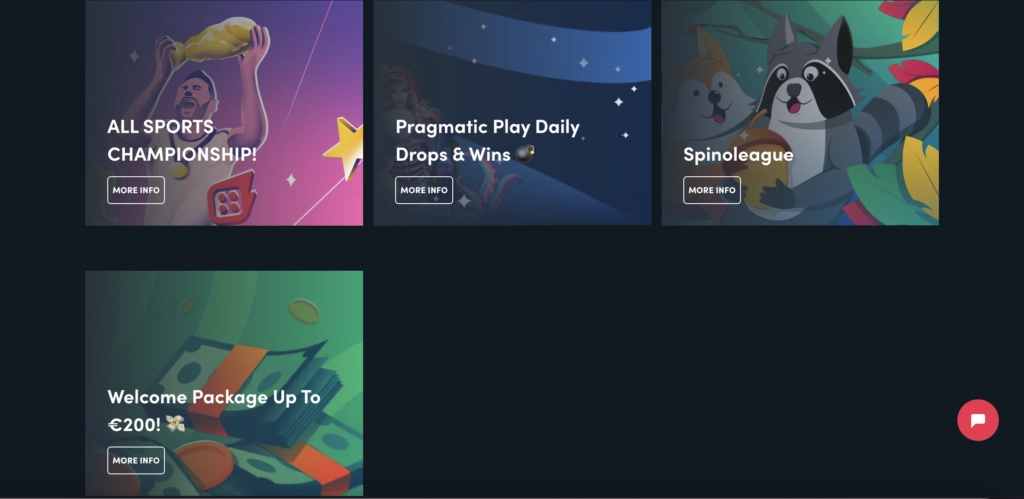 ALL SPORTS
CHAMPIONSHIP!
MORE INFO
Pragmatic Play Daily
Drops & Wins 💣
MORE INFO
Spinoleague
MORE INFO
Welcome Package Up To
€200! 💸
MORE INFO